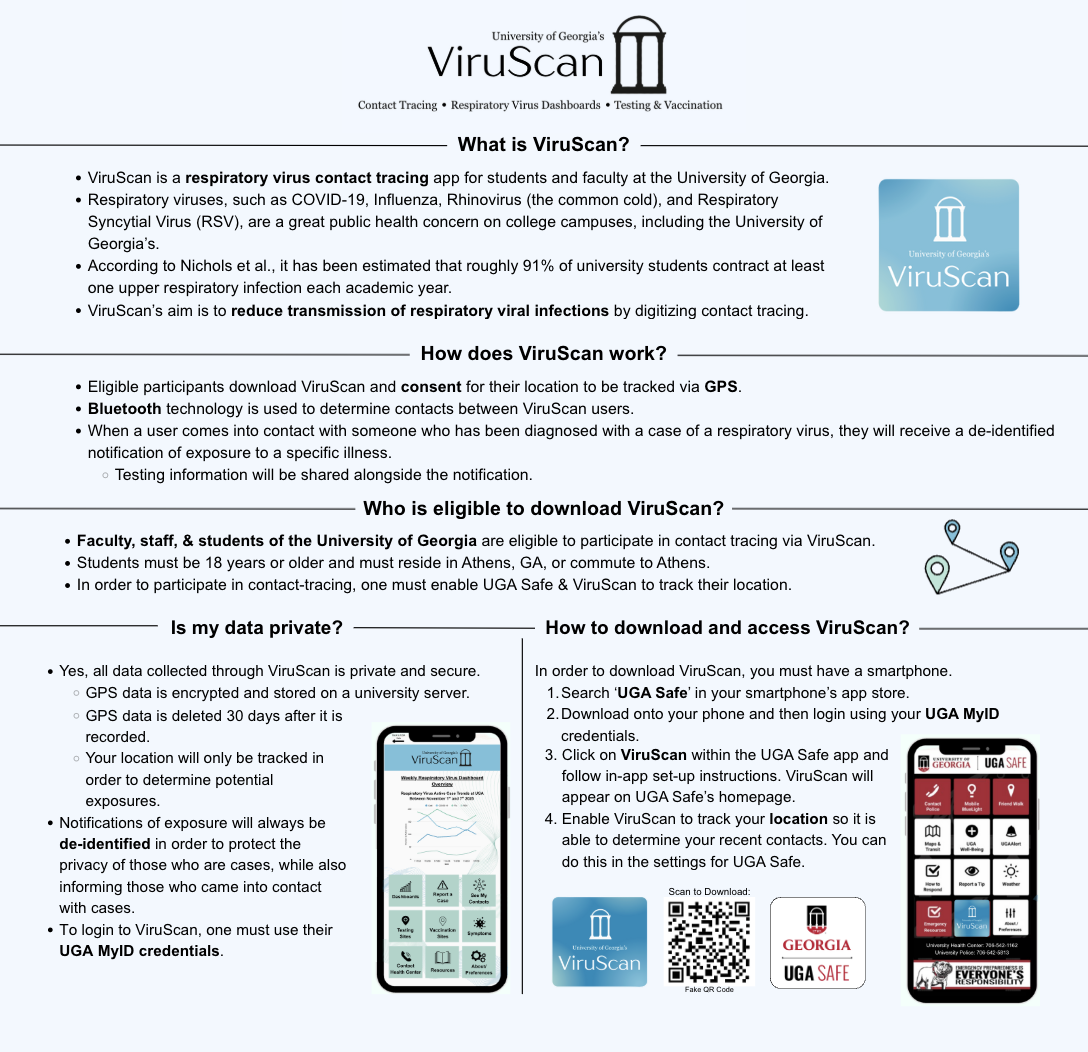 University of Georgia's
ViruScan
Contact Tracing • Respiratory Virus Dashboards • Testing & Vaccination
What is ViruScan?
• ViruScan is a respiratory virus contact tracing app for students and faculty at the University of Georgia.
• Respiratory viruses, such as COVID-19, Influenza, Rhinovirus (the common cold), and Respiratory
Syncytial Virus (RSV), are a great public health concern on college campuses, including the University of
Georgia's.
• According to Nichols et al., it has been estimated that roughly 91% of university students contract at least
one upper respiratory infection each academic year.
• ViruScan's aim is to reduce transmission of respiratory viral infections by digitizing contact tracing.
University of Georgia's
ViruScan
How does ViruScan work?
• Eligible participants download ViruScan and consent for their location to be tracked via GPS.
• Bluetooth technology is used to determine contacts between ViruScan users.
• When a user comes into contact with someone who has been diagnosed with a case of a respiratory virus, they will receive a de-identified
notification of exposure to a specific illness.
○ Testing information will be shared alongside the notification.
Who is eligible to download ViruScan?
• Faculty, staff, & students of the University of Georgia are eligible to participate in contact tracing via ViruScan.
• Students must be 18 years or older and must reside in Athens, GA, or commute to Athens.
• In order to participate in contact-tracing, one must enable UGA Safe & ViruScan to track their location.
Is my data private?
• Yes, all data collected through ViruScan is private and secure.
○ GPS data is encrypted and stored on a university server.
○ GPS data is deleted 30 days after it is
recorded.
○ Your location will only be tracked in
order to determine potential
exposures.
• Notifications of exposure will always be
de-identified in order to protect the
privacy of those who are cases, while also
informing those who came into contact
with cases.
• To login to ViruScan, one must use their
UGA MyID credentials.
University of Georgia's
ViruScan
Weekly Respiratory Virus Dashboard
Overview
Respiratory Virus Active Case Trends at UGA
Between November 1st and 7th 2025
Dashboards
Report a
Case
See My
Contacts
Testing
Sites
Vaccination
Sites
Symptoms
Contact
Health Center
Resources
About/
Preferences
How to download and access ViruScan?
In order to download ViruScan, you must have a smartphone.
1. Search 'UGA Safe' in your smartphone's app store.
2. Download onto your phone and then login using your UGA MyID
credentials.
3. Click on ViruScan within the UGA Safe app and
follow in-app set-up instructions. ViruScan will
appear on UGA Safe's homepage.
4. Enable ViruScan to track your location so it is
able to determine your recent contacts. You can
do this in the settings for UGA Safe.
University of Georgia's
ViruScan
Scan to Download:
Fake QR Code
GEORGIA
UGA SAFE
UNIVERSITY OF
GEORGIA
UGA SAFE
Contact
Police
Mobile
BlueLight
Friend Walk
Maps &
Transit
UGA
Well-Being
UGAAlert
How to
Respond
Report a Tip
Weather
Emergency
Resources
ViruScan
About /
Preferences
University Health Center: 706-542-1162
University Police: 706-542-5813
EMERGENCY PREPAREDNESS IS
EVERYONE'S
RESPONSIBILITY